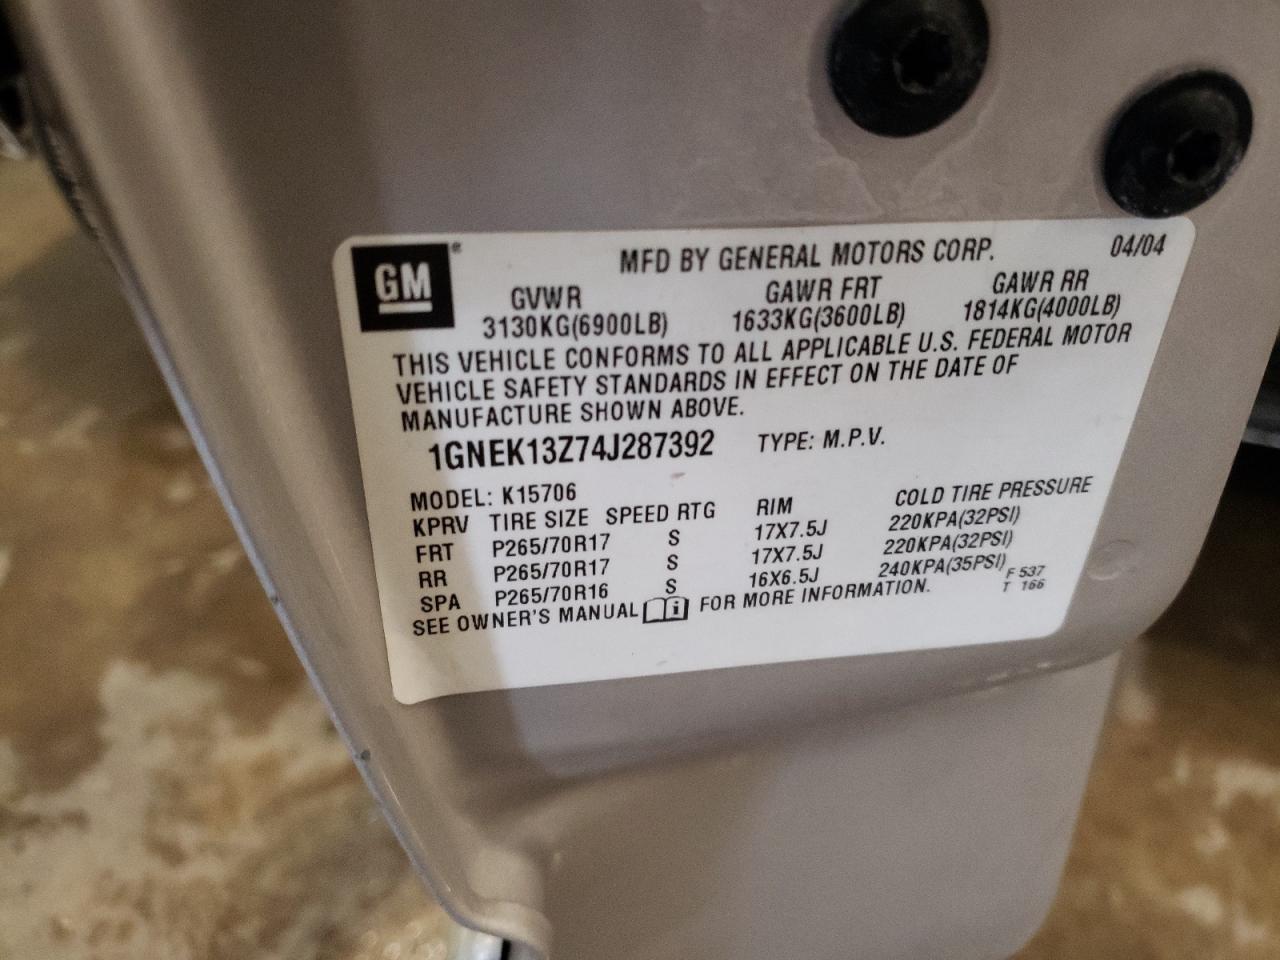 GM®
MFD BY GENERAL MOTORS CORP. 04/04
GVWR GAWR FRT GAWR RR
3130KG(6900LB) 1633KG(3600LB) 1814KG(4000LB)
THIS VEHICLE CONFORMS TO ALL APPLICABLE U.S. FEDERAL MOTOR
VEHICLE SAFETY STANDARDS IN EFFECT ON THE DATE OF
MANUFACTURE SHOWN ABOVE.
1GNEK13Z74J287392 TYPE: M.P.V.
MODEL: K15706
KPRV TIRE SIZE SPEED RTG RIM COLD TIRE PRESSURE
FRT P265/70R17 S 17X7.5J 220KPA(32PSI)
RR P265/70R17 S 17X7.5J 220KPA(32PSI)
SPA P265/70R16 S 16X6.5J 240KPA(35PSI)
SEE OWNER'S MANUAL i FOR MORE INFORMATION.
F 537
T 166